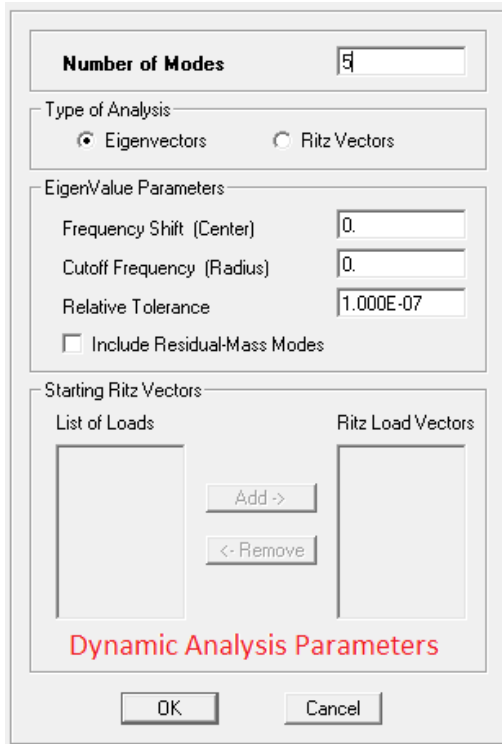 Number of Modes 5
Type of Analysis
Eigenvectors Ritz Vectors
EigenValue Parameters
Frequency Shift (Center) 0.
Cutoff Frequency (Radius) 0.
Relative Tolerance 1.000E-07
Include Residual-Mass Modes
Starting Ritz Vectors
List of Loads Ritz Load Vectors
Add ->
<- Remove
Dynamic Analysis Parameters
OK Cancel